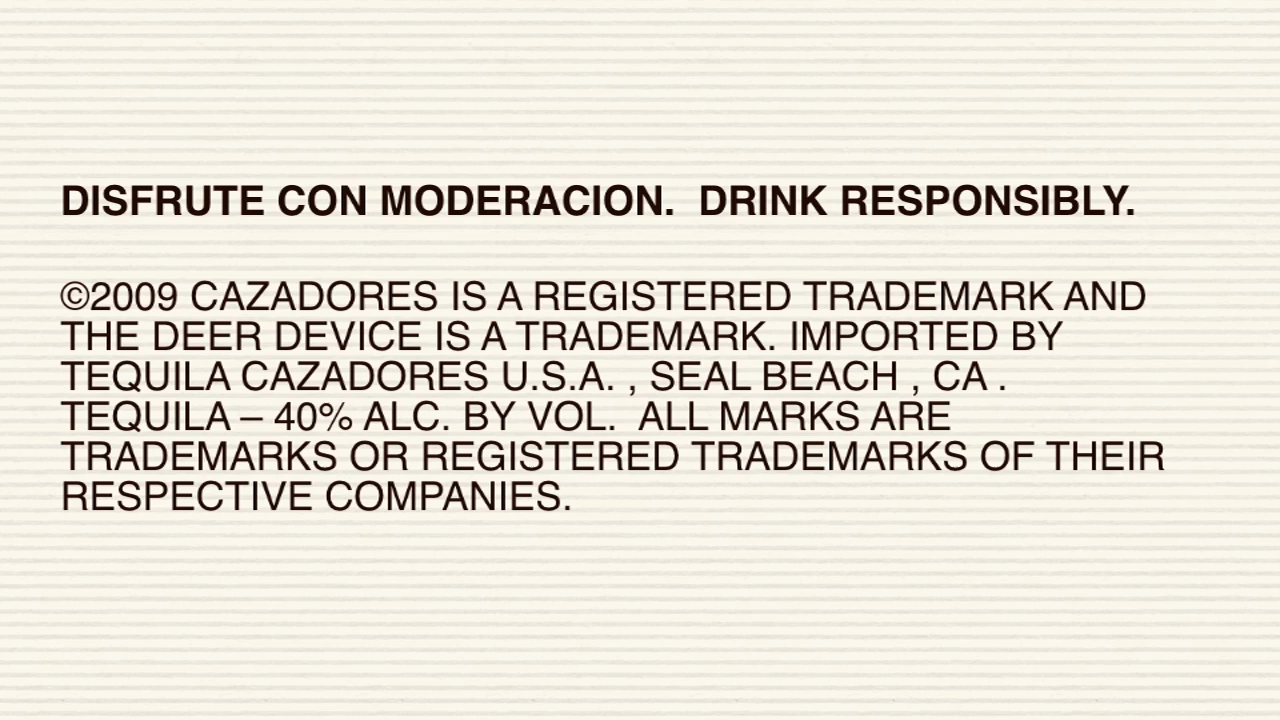 DISFRUTE CON MODERACION.  DRINK RESPONSIBLY.
©2009 CAZADORES IS A REGISTERED TRADEMARK AND
THE DEER DEVICE IS A TRADEMARK. IMPORTED BY
TEQUILA CAZADORES U.S.A. , SEAL BEACH , CA .
TEQUILA – 40% ALC. BY VOL.  ALL MARKS ARE
TRADEMARKS OR REGISTERED TRADEMARKS OF THEIR
RESPECTIVE COMPANIES.